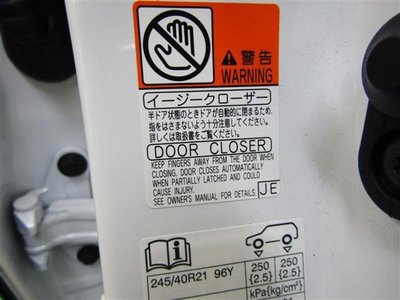 警告
WARNING
イージークローザー
半ドア状態のときドアが自動的に閉まるため、
指をはさまないよう十分注意してください。
詳しくは取扱書をご覧ください。
DOOR CLOSER
KEEP FINGERS AWAY FROM THE DOOR WHEN
CLOSING. DOOR CLOSES AUTOMATICALLY
WHEN PARTIALLY LATCHED AND COULD
CAUSE INJURY.
SEE OWNER'S MANUAL FOR DETAILS.
JE
245/40R21 96Y 250 {2.5} 250 {2.5}
kPa{kg/cm²}